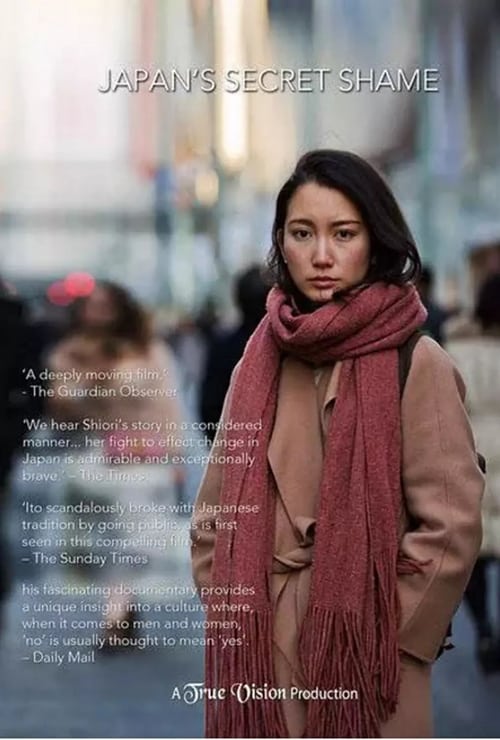 JAPAN'S SECRET SHAME
'A deeply moving film.'
- The Guardian Observer
'We hear Shiori's story in a considered
manner... her fight to effect change in
Japan is admirable and exceptionally
brave.' – The Times
'Ito scandalously broke with Japanese
tradition by going public, as is first
seen in this compelling film.'
– The Sunday Times
his fascinating documentary provides
a unique insight into a culture where,
when it comes to men and women,
'no' is usually thought to mean 'yes'.
– Daily Mail
A True Vision Production